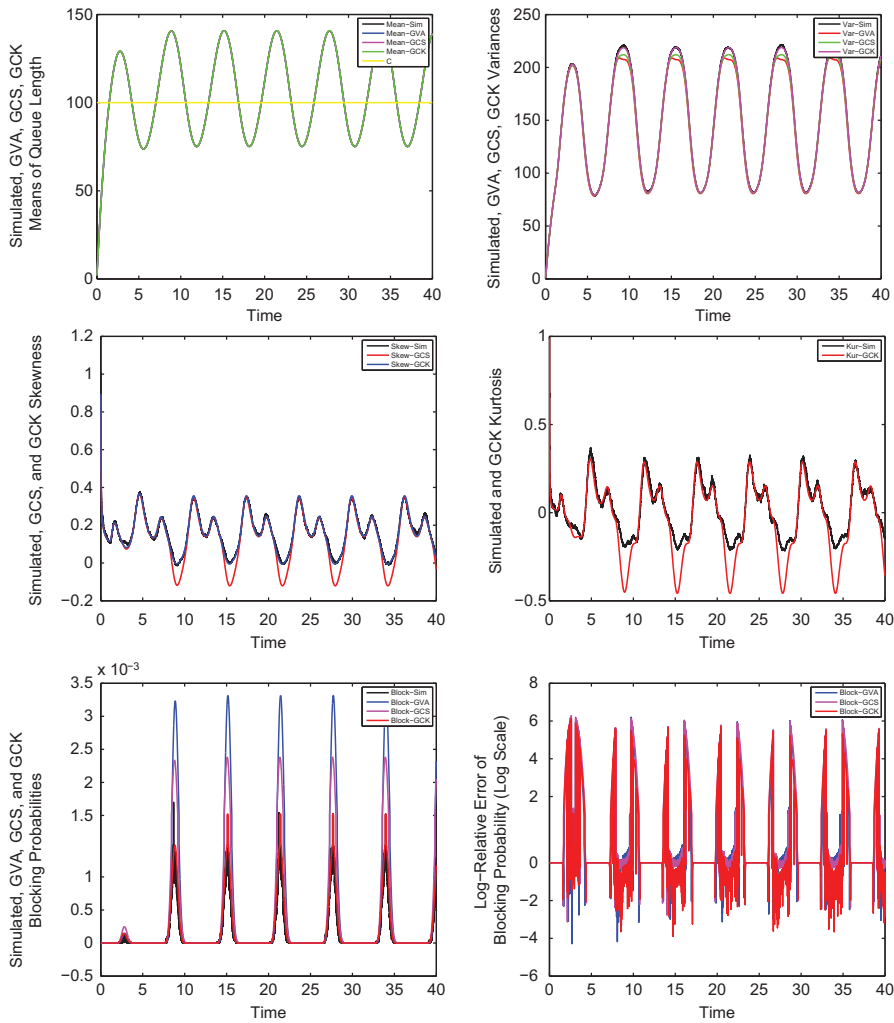 Simulated, GVA, GCS, GCK
Means of Queue Length
150
100
50
0
Mean−Sim
Mean−GVA
Mean−GCS
Mean−GCK
C
0 5 10 15 20 25 30 35 40
Time
Simulated, GVA, GCS, GCK Variances
250
200
150
100
50
0
Var−Sim
Var−GVA
Var−GCS
Var−GCK
0 5 10 15 20 25 30 35 40
Time
Simulated, GCS, and GCK Skewness
1.2
1
0.8
0.6
0.4
0.2
0
−0.2
Skew−Sim
Skew−GCS
Skew−GCK
0 5 10 15 20 25 30 35 40
Time
Simulated and GCK Kurtosis
1
0.5
0
−0.5
Kur−Sim
Kur−GCK
0 5 10 15 20 25 30 35 40
Time
Simulated, GVA, GCS, and GCK
Blocking Probabilities
x 10−3
3.5
3
2.5
2
1.5
1
0
−0.5
Block−Sim
Block−GVA
Block−GCS
Block−GCK
0 5 10 15 20 25 30 35 40
Time
Log−Relative Error of
Blocking Probability (Log Scale)
8
6
4
2
0
−2
−4
−6
Block−GVA
Block−GCS
Block−GCK
0 5 10 15 20 25 30 35 40
Time